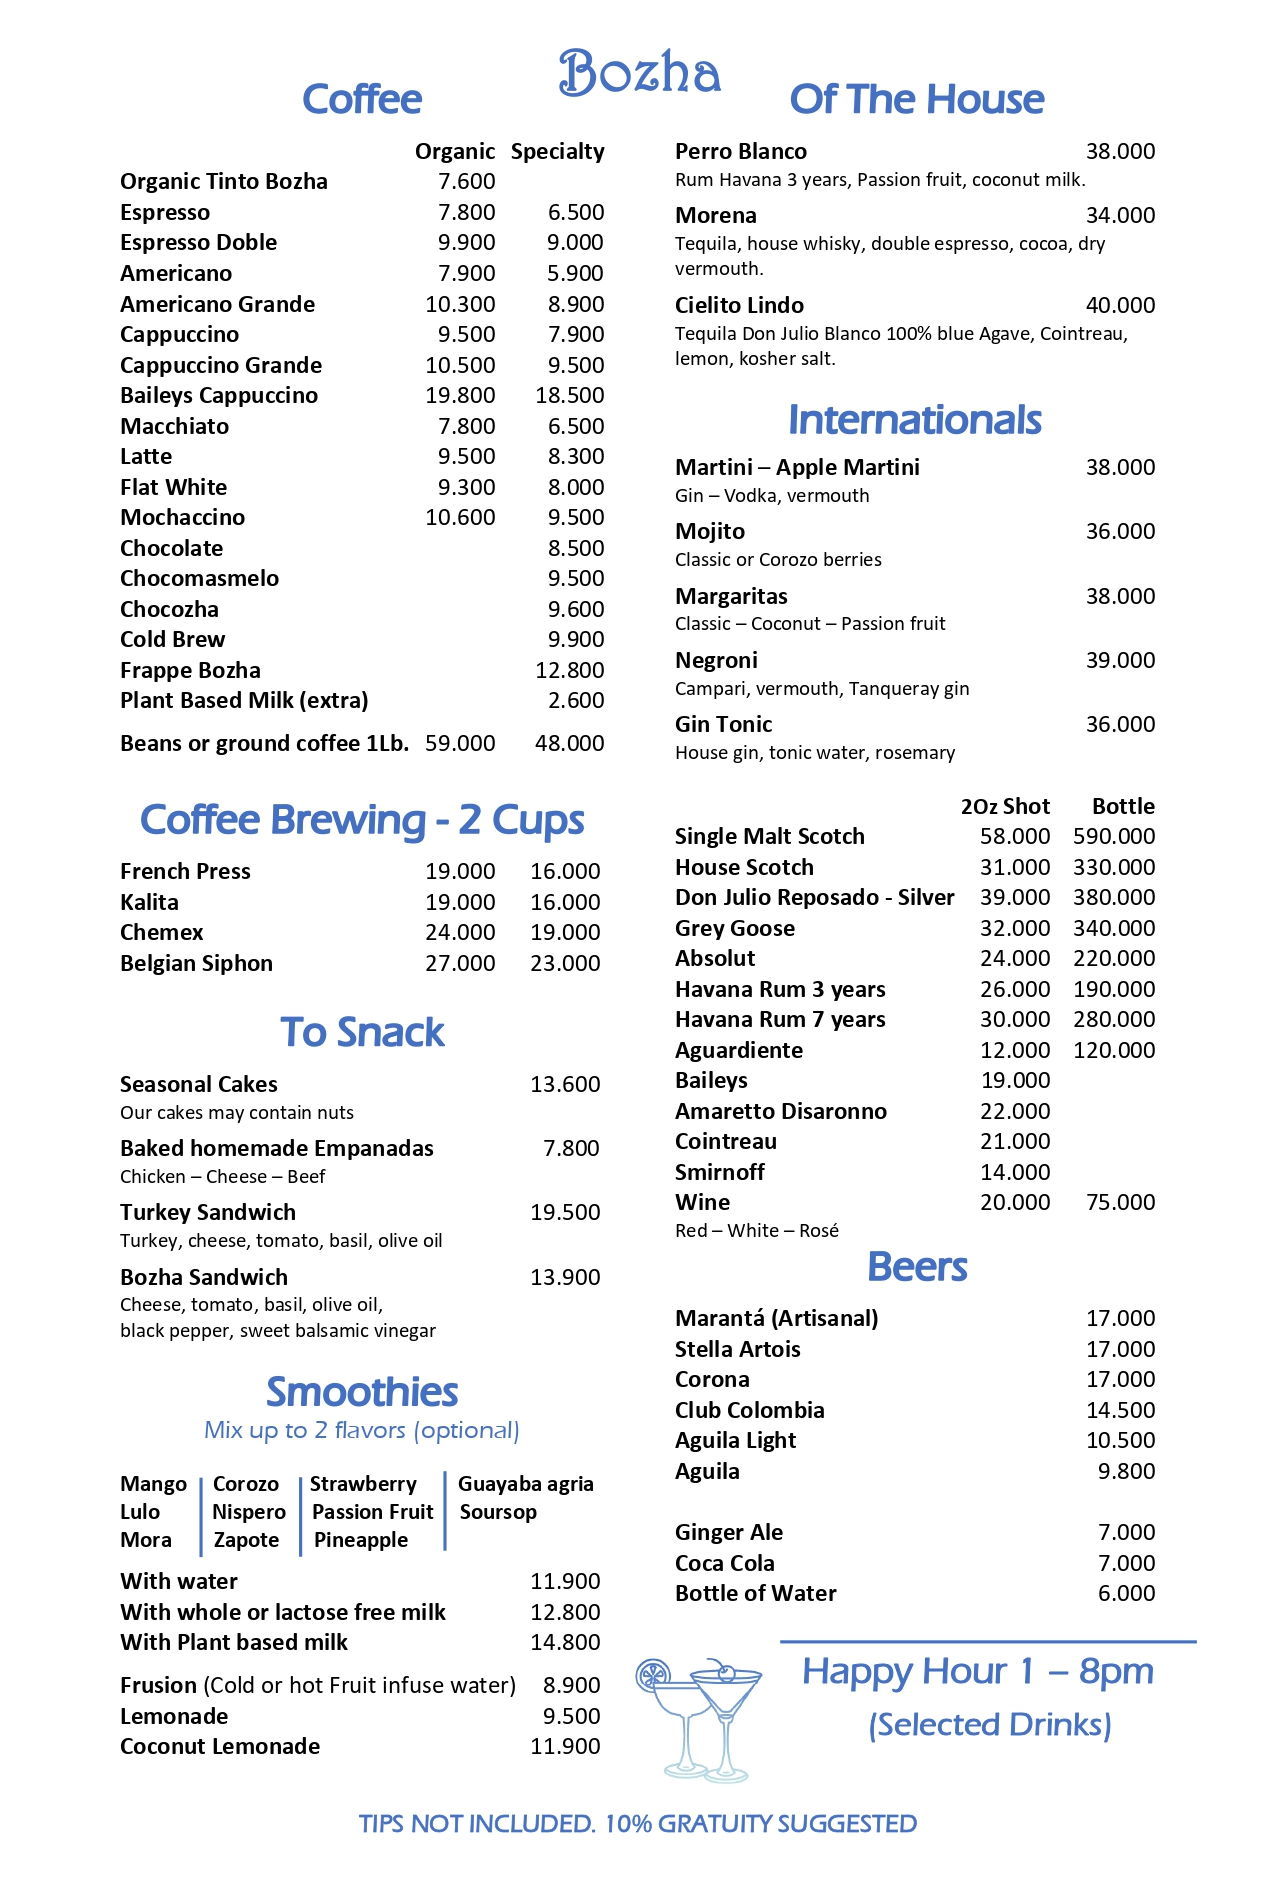 Bozha
Coffee
Organic Specialty
Organic Tinto Bozha 7.600
Espresso 7.800 6.500
Espresso Doble 9.900 9.000
Americano 7.900 5.900
Americano Grande 10.300 8.900
Cappuccino 9.500 7.900
Cappuccino Grande 10.500 9.500
Baileys Cappuccino 19.800 18.500
Macchiato 7.800 6.500
Latte 9.500 8.300
Flat White 9.300 8.000
Mochaccino 10.600 9.500
Chocolate 8.500
Chocomasmelo 9.500
Chocozha 9.600
Cold Brew 9.900
Frappe Bozha 12.800
Plant Based Milk (extra) 2.600
Beans or ground coffee 1Lb. 59.000 48.000
Coffee Brewing - 2 Cups
French Press 19.000 16.000
Kalita 19.000 16.000
Chemex 24.000 19.000
Belgian Siphon 27.000 23.000
To Snack
Seasonal Cakes 13.600
Our cakes may contain nuts
Baked homemade Empanadas 7.800
Chicken – Cheese – Beef
Turkey Sandwich 19.500
Turkey, cheese, tomato, basil, olive oil
Bozha Sandwich 13.900
Cheese, tomato, basil, olive oil,
black pepper, sweet balsamic vinegar
Smoothies
Mix up to 2 flavors (optional)
Mango Corozo Strawberry Guayaba agria
Lulo Nispero Passion Fruit Soursop
Mora Zapote Pineapple
With water 11.900
With whole or lactose free milk 12.800
With Plant based milk 14.800
Frusion (Cold or hot Fruit infuse water) 8.900
Lemonade 9.500
Coconut Lemonade 11.900
Of The House
Perro Blanco 38.000
Rum Havana 3 years, Passion fruit, coconut milk.
Morena 34.000
Tequila, house whisky, double espresso, cocoa, dry
vermouth.
Cielito Lindo 40.000
Tequila Don Julio Blanco 100% blue Agave, Cointreau,
lemon, kosher salt.
Internationals
Martini – Apple Martini 38.000
Gin – Vodka, vermouth
Mojito 36.000
Classic or Corozo berries
Margaritas 38.000
Classic – Coconut – Passion fruit
Negroni 39.000
Campari, vermouth, Tanqueray gin
Gin Tonic 36.000
House gin, tonic water, rosemary
2Oz Shot Bottle
Single Malt Scotch 58.000 590.000
House Scotch 31.000 330.000
Don Julio Reposado - Silver 39.000 380.000
Grey Goose 32.000 340.000
Absolut 24.000 220.000
Havana Rum 3 years 26.000 190.000
Havana Rum 7 years 30.000 280.000
Aguardiente 12.000 120.000
Baileys 19.000
Amaretto Disaronno 22.000
Cointreau 21.000
Smirnoff 14.000
Wine 20.000 75.000
Red – White – Rosé
Beers
Marantá (Artisanal) 17.000
Stella Artois 17.000
Corona 17.000
Club Colombia 14.500
Aguila Light 10.500
Aguila 9.800
Ginger Ale 7.000
Coca Cola 7.000
Bottle of Water 6.000
Happy Hour 1 – 8pm
(Selected Drinks)
TIPS NOT INCLUDED. 10% GRATUITY SUGGESTED